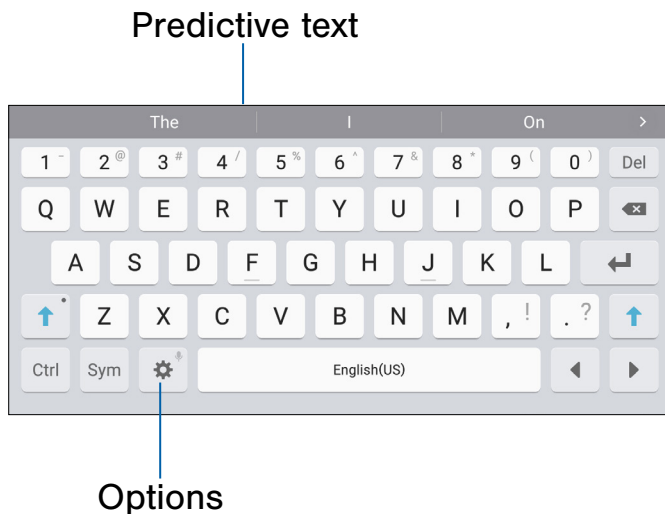 Predictive text
The I On >
1 - 2 @ 3 # 4 / 5 % 6 ^ 7 & 8 * 9 ( 0 ) Del
Q W E R T Y U I O P
A S D F G H J K L
Z X C V B N M , ! . ?
Ctrl Sym English(US)
Options